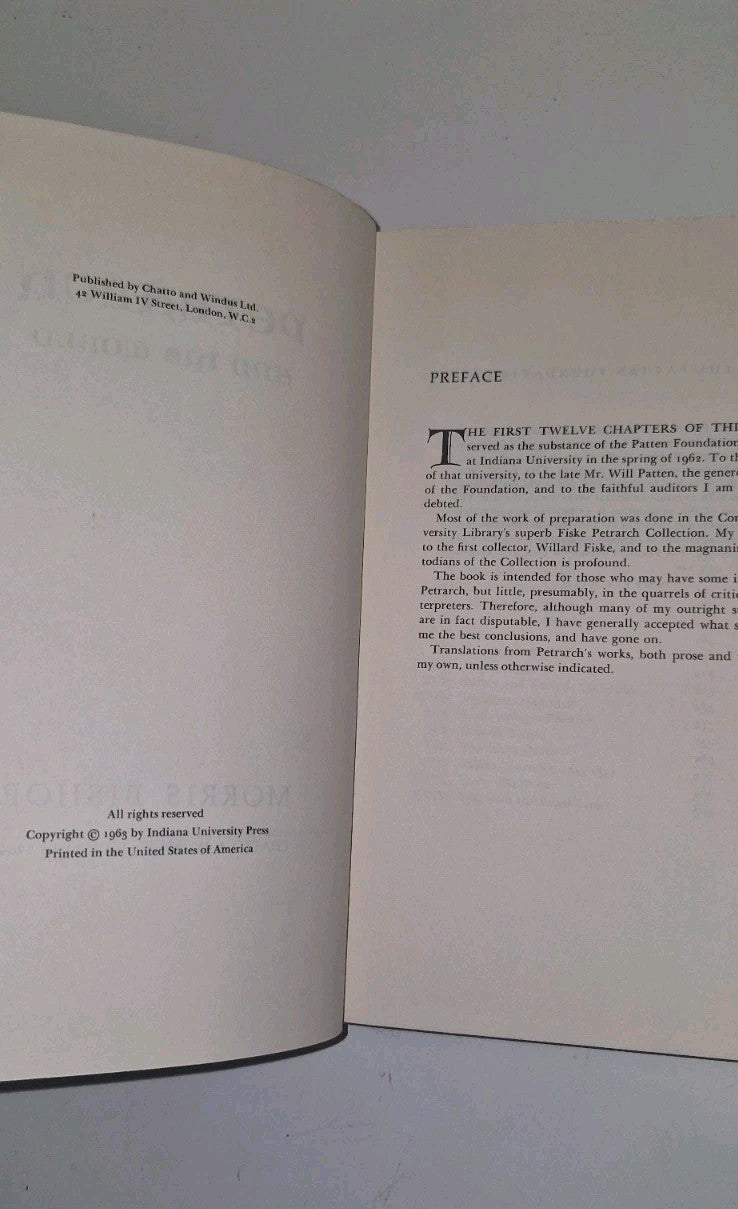 Published by Chatto and Windus Ltd.
42 William IV Street, London, W.C.2
All rights reserved
Copyright © 1963 by Indiana University Press
Printed in the United States of America
PREFACE
THE FIRST TWELVE CHAPTERS OF THI
served as the substance of the Patten Foundation
at Indiana University in the spring of 1962. To th
of that university, to the late Mr. Will Patten, the gener
of the Foundation, and to the faithful auditors I am
debted.
Most of the work of preparation was done in the Cor
versity Library's superb Fiske Petrarch Collection. My
to the first collector, Willard Fiske, and to the magnanim
todians of the Collection is profound.
The book is intended for those who may have some i
Petrarch, but little, presumably, in the quarrels of critic
terpreters. Therefore, although many of my outright s
are in fact disputable, I have generally accepted what s
me the best conclusions, and have gone on.
Translations from Petrarch's works, both prose and
my own, unless otherwise indicated.